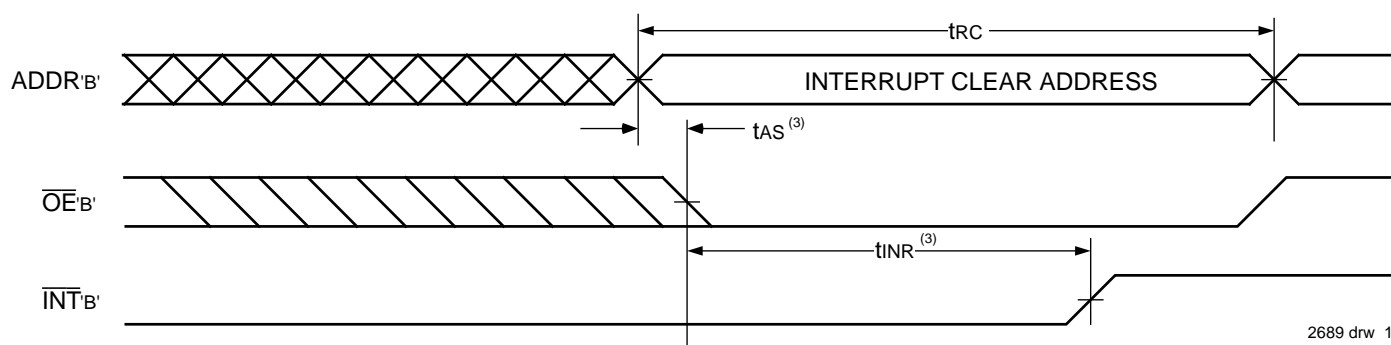 tRC
ADDR'B'
INTERRUPT CLEAR ADDRESS
tAS (3)
OE'B'
tINR (3)
INT'B'
2689 drw 1